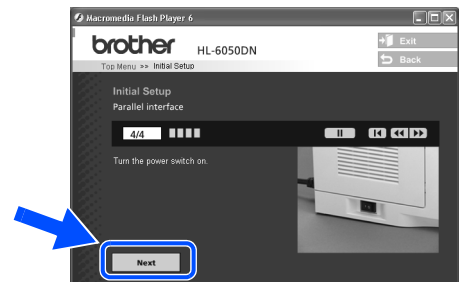 Macromedia Flash Player 6
brother HL-6050DN
Exit
Back
Top Menu >> Initial Setup
Initial Setup
Parallel interface
4/4
Turn the power switch on.
Next